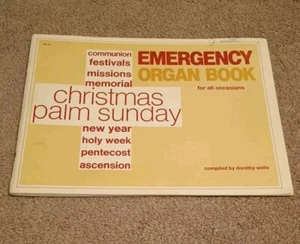 communion
festivals
missions
memorial
christmas
palm sunday
new year
holy week
pentecost
ascension
EMERGENCY
ORGAN BOOK
for all occasions
compiled by dorothy wells